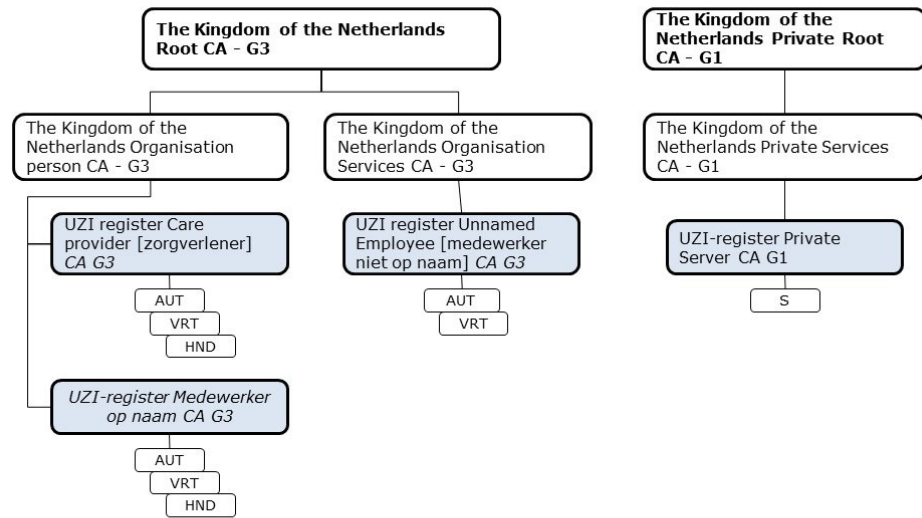 The Kingdom of the Netherlands
Root CA - G3
The Kingdom of the
Netherlands Private Root
CA - G1
The Kingdom of the
Netherlands Organisation
person CA - G3
The Kingdom of the
Netherlands Organisation
Services CA - G3
The Kingdom of the
Netherlands Private Services
CA - G1
UZI register Care
provider [zorgverlener]
CA G3
UZI register Unnamed
Employee [medewerker
niet op naam] CA G3
UZI-register Private
Server CA G1
AUT
VRT
HND
AUT
VRT
S
UZI-register Medewerker
op naam CA G3
AUT
VRT
HND